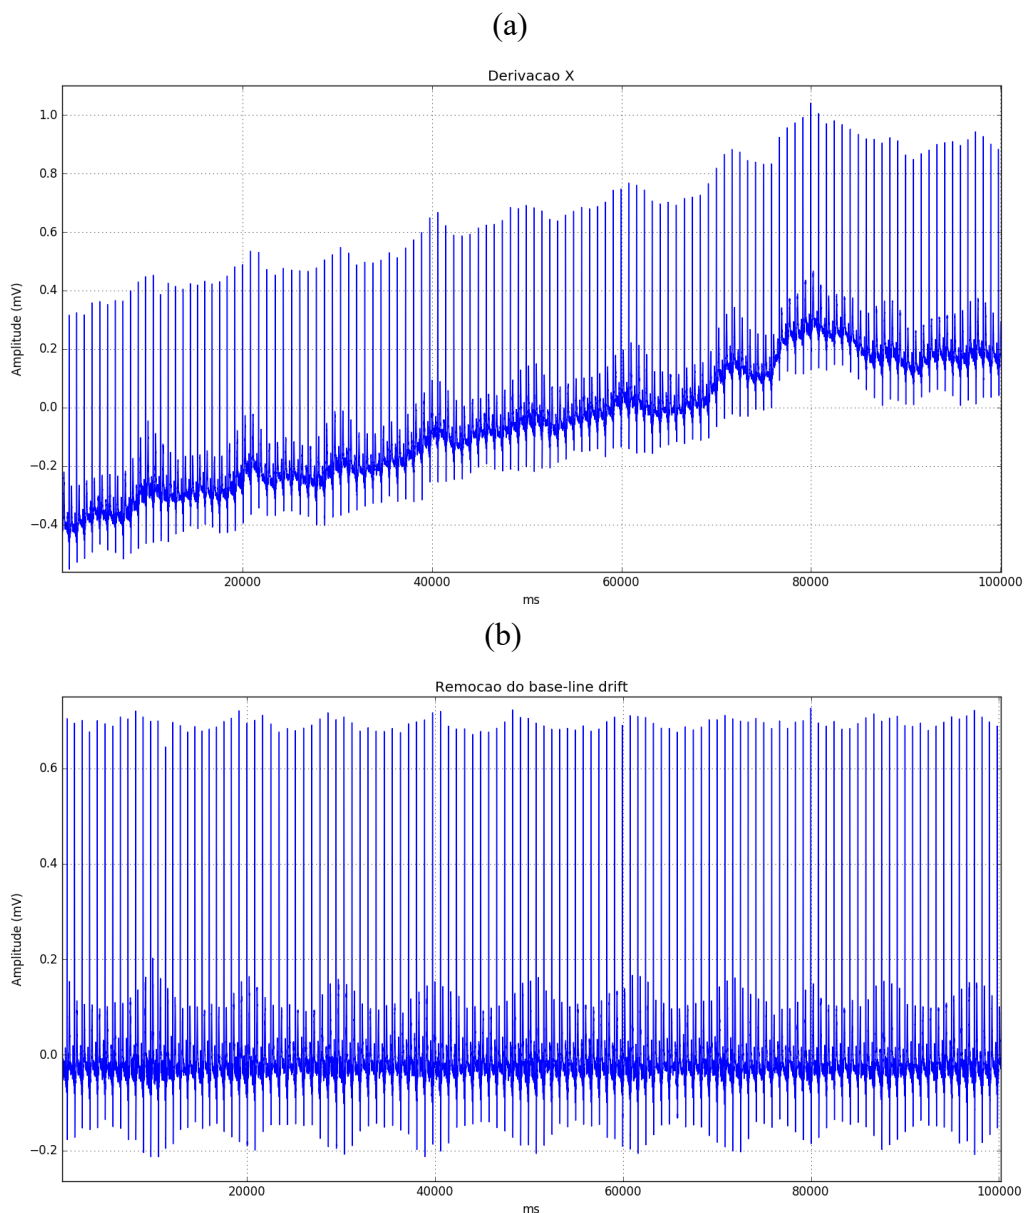 (a)
Derivacao X
1.0
0.8
0.6
0.4
0.2
0.0
−0.2
−0.4
Amplitude (mV)
20000 40000 60000 80000 100000
ms
(b)
Remocao do base-line drift
0.6
0.4
0.2
0.0
−0.2
Amplitude (mV)
20000 40000 60000 80000 100000
ms